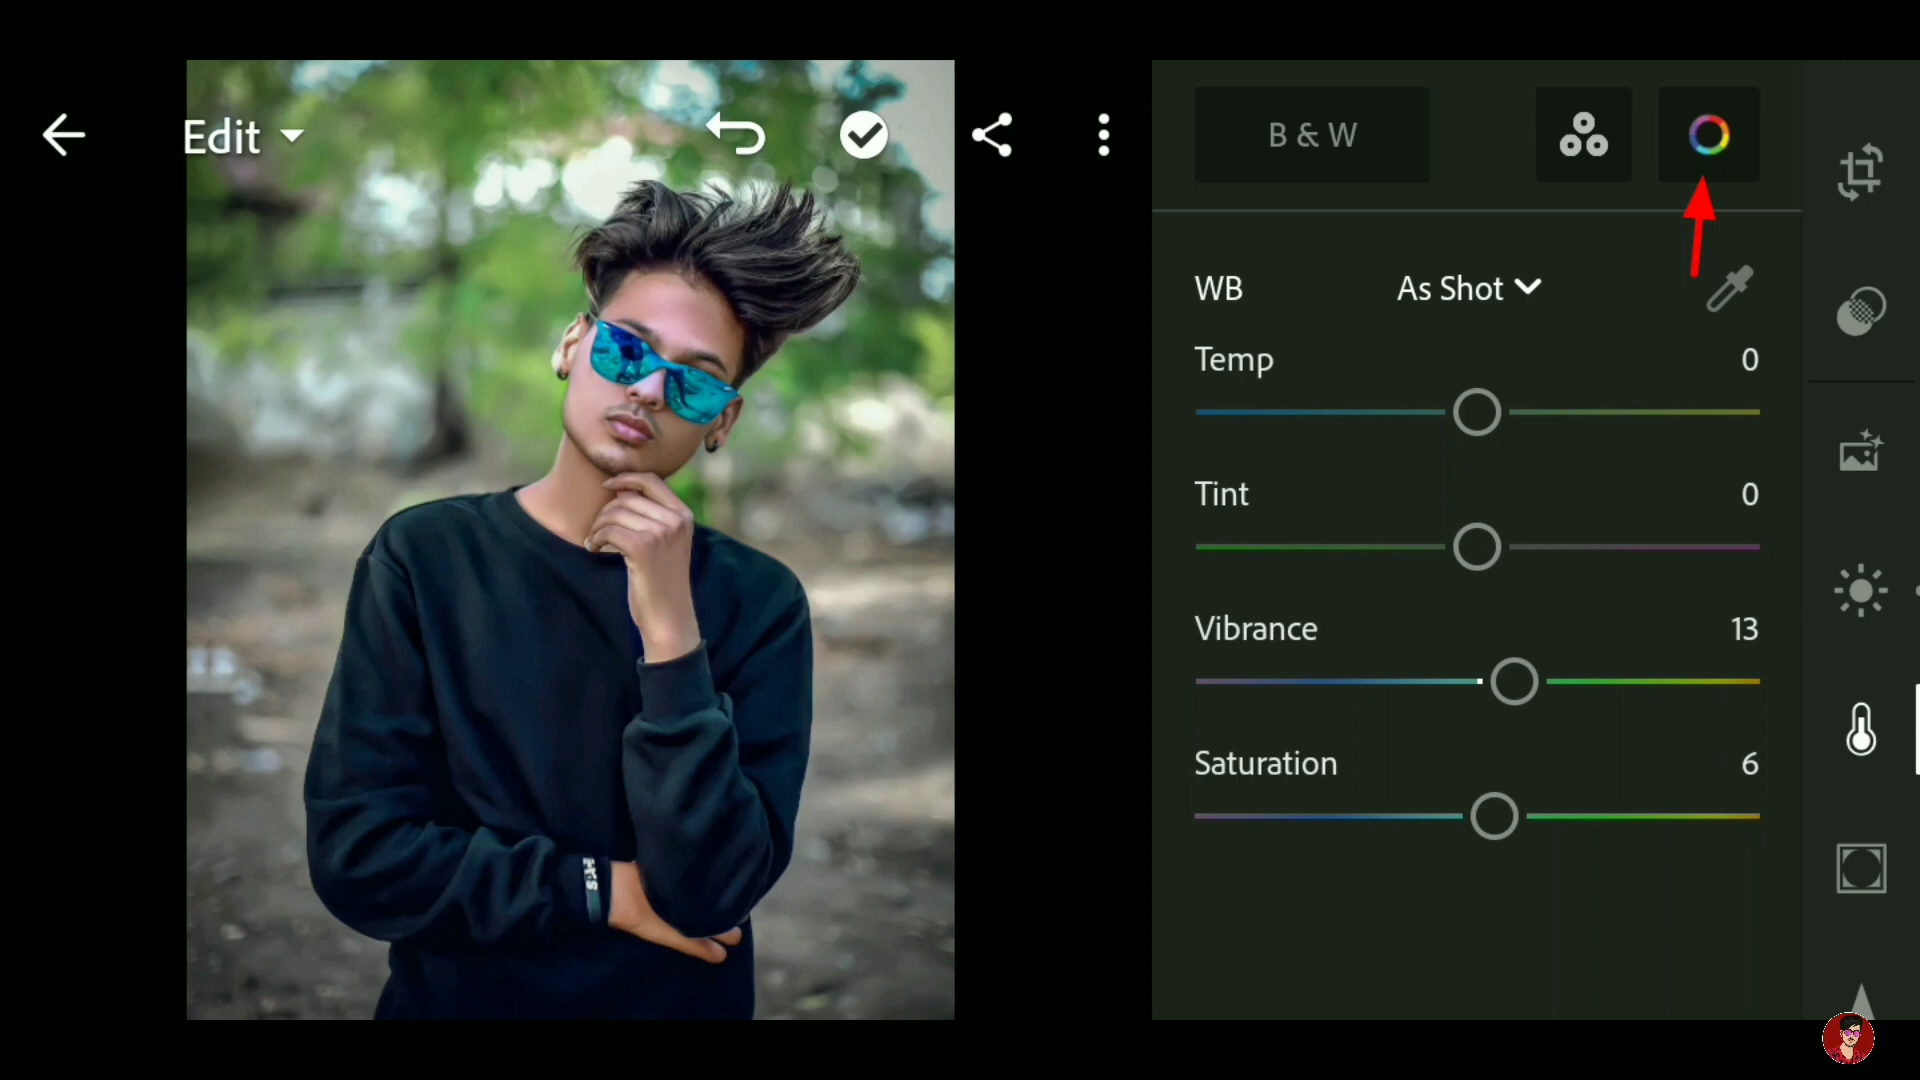 Edit
B & W
WB As Shot
Temp 0
Tint 0
Vibrance 13
Saturation 6